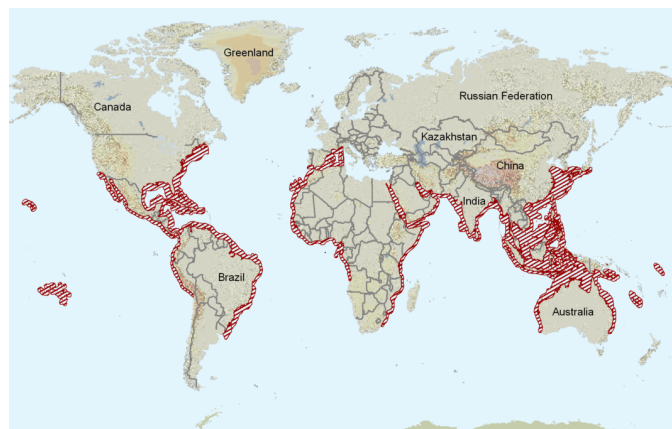 Greenland
Canada
Russian Federation
Kazakhstan
China
India
Brazil
Australia